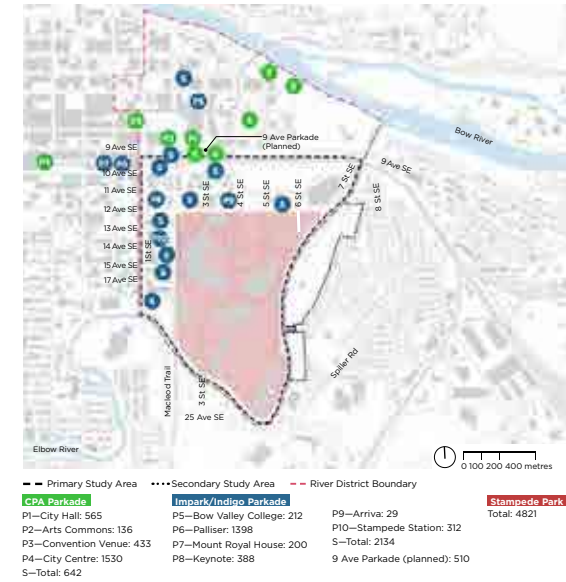 9 Ave Parkade
(Planned)
Bow River
9 Ave SE
9 Ave SE
10 Ave SE
11 Ave SE
12 Ave SE
13 Ave SE
14 Ave SE
15 Ave SE
17 Ave SE
1 St SE
3 St SE
4 St SE
5 St SE
6 St SE
7 St SE
8 St SE
Macleod Trail
3 St SE
25 Ave SE
Spiller Rd
Elbow River
0 100 200 400 metres
Primary Study Area
Secondary Study Area
River District Boundary
CPA Parkade
P1—City Hall: 565
P2—Arts Commons: 136
P3—Convention Venue: 433
P4—City Centre: 1530
S—Total: 642
Impark/Indigo Parkade
P5—Bow Valley College: 212
P6—Palliser: 1398
P7—Mount Royal House: 200
P8—Keynote: 388
P9—Arriva: 29
P10—Stampede Station: 312
S—Total: 2134
9 Ave Parkade (planned): 510
Stampede Park
Total: 4821